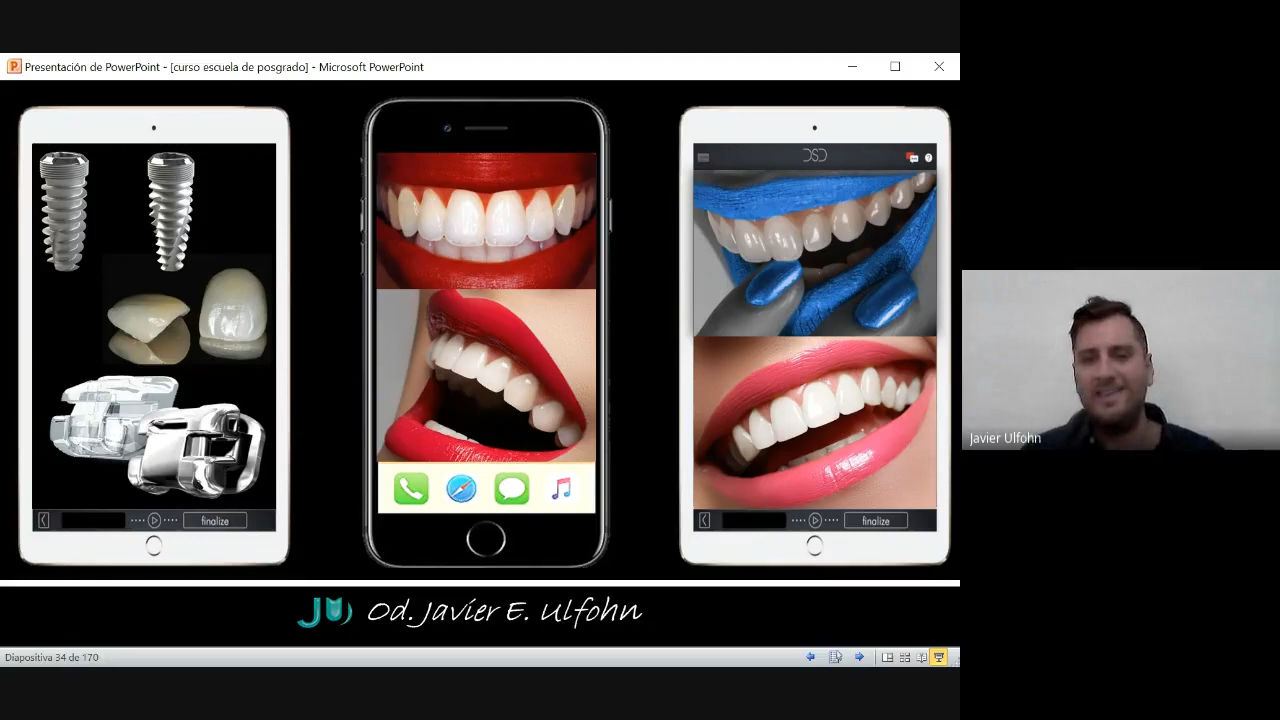 Presentación de PowerPoint - [curso escuela de posgrado] - Microsoft PowerPoint
DSD
finalize
finalize
Javier Ulfohn
JU Od. Javier E. Ulfohn
Diapositiva 34 de 170